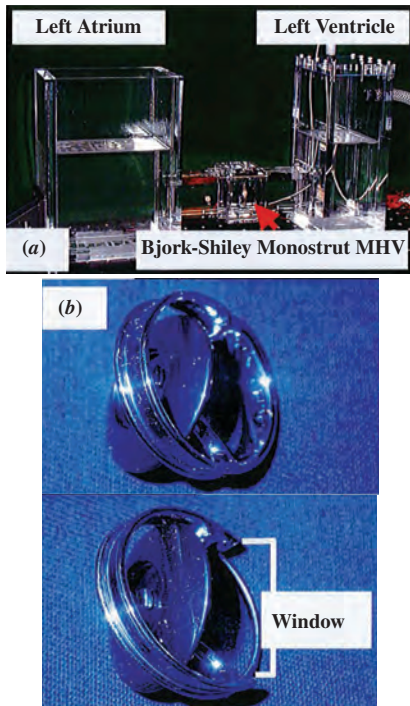 Left Atrium
Left Ventricle
(a)
Bjork-Shiley Monostrut MHV
(b)
Window